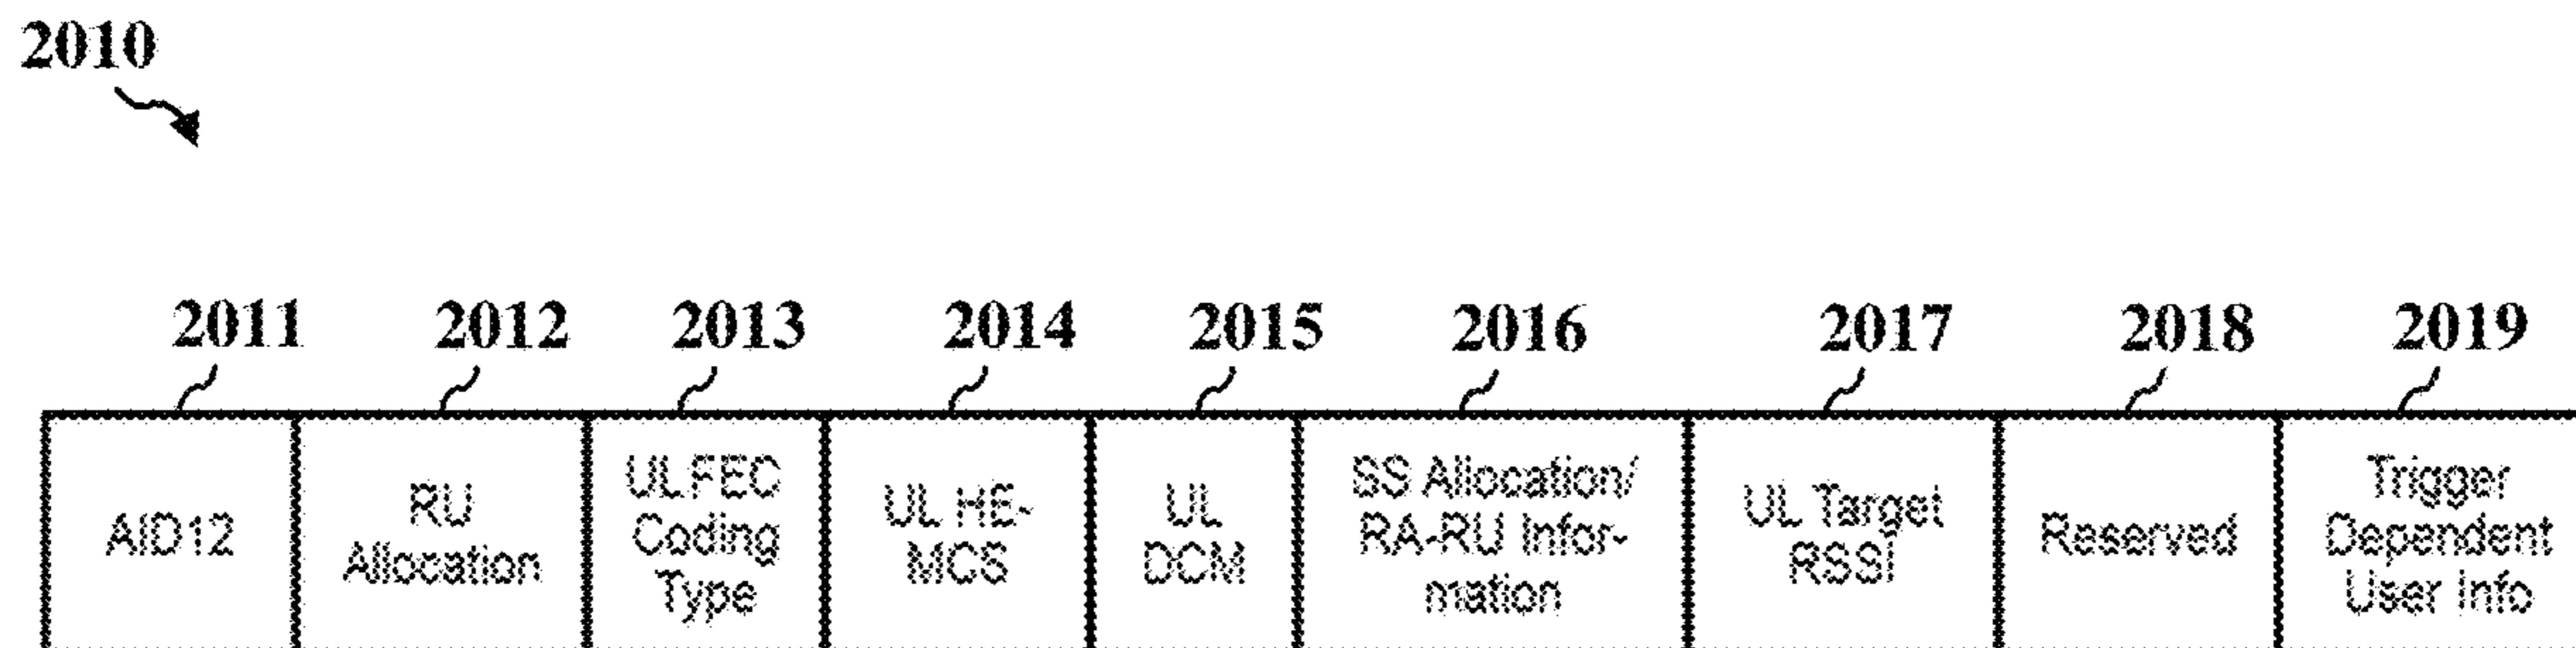 2010
2011 2012 2013 2014 2015 2016 2017 2018 2019
AID12
RU
Allocation
UL FEC
Coding
Type
UL HE-
MCS
UL
DCM
SS Allocation/
RA-RU Infor-
mation
UL Target
RSSI
Reserved
Trigger
Dependent
User Info